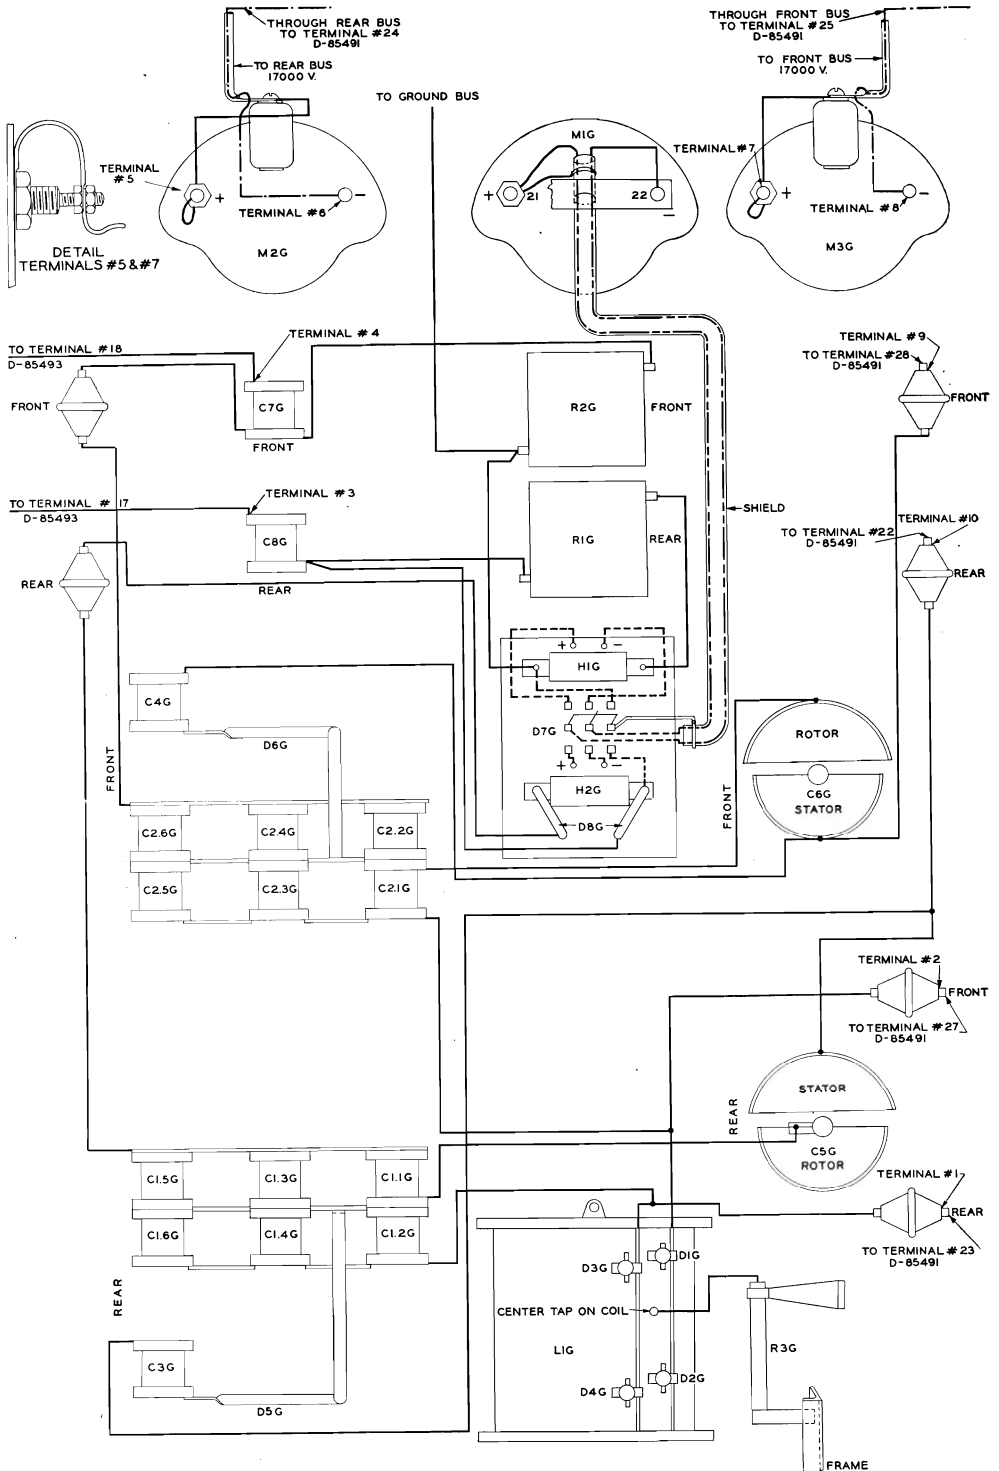 THROUGH REAR BUS
TO TERMINAL #24
D-85491
TO REAR BUS
17000 V.
THROUGH FRONT BUS
TO TERMINAL #25
D-85491
TO FRONT BUS
17000 V.
TO GROUND BUS
M1G
TERMINAL
#5
+
TERMINAL #6
-
M2G
+
21
22
-
TERMINAL #7
+
TERMINAL #8
-
M3G
DETAIL
TERMINALS #5&#7
TO TERMINAL #18
D-85493
TERMINAL #4
FRONT
C7G
FRONT
R2G
FRONT
TERMINAL #9
TO TERMINAL #28
D-85491
FRONT
TO TERMINAL #17
D-85493
TERMINAL #3
C8G
REAR
REAR
R1G
REAR
SHIELD
TO TERMINAL #22
D-85491
TERMINAL #10
REAR
+
-
H1G
C4G
D6G
FRONT
D7G
+
-
H2G
D8G
FRONT
ROTOR
C6G
STATOR
C2.6G
C2.4G
C2.2G
C2.5G
C2.3G
C2.1G
TERMINAL #2
FRONT
TO TERMINAL #27
D-85491
STATOR
REAR
C5G
ROTOR
C1.5G
C1.3G
C1.1G
C1.6G
C1.4G
C1.2G
TERMINAL #1
REAR
TO TERMINAL #23
D-85491
REAR
D3G
D1G
CENTER TAP ON COIL
L1G
D4G
D2G
R3G
C3G
D5G
FRAME